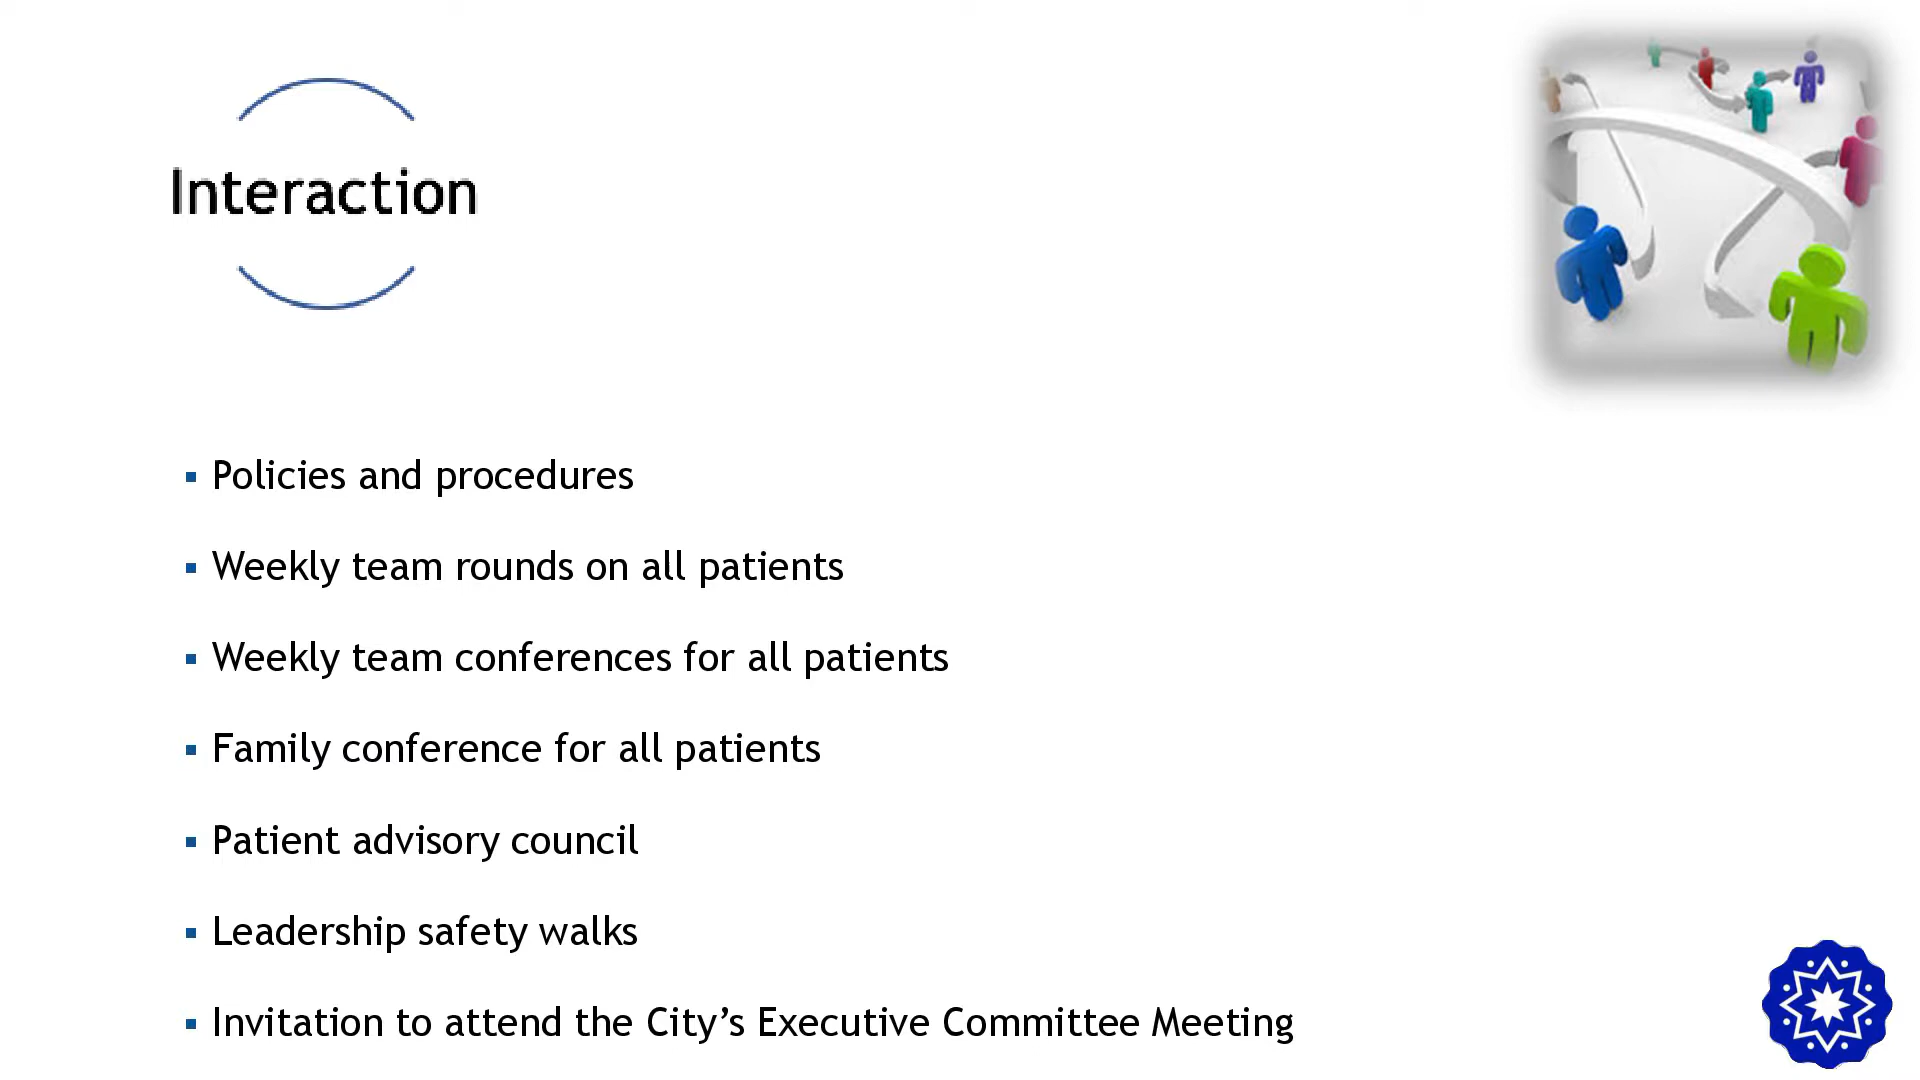 Interaction
▪ Policies and procedures
▪ Weekly team rounds on all patients
▪ Weekly team conferences for all patients
▪ Family conference for all patients
▪ Patient advisory council
▪ Leadership safety walks
▪ Invitation to attend the City’s Executive Committee Meeting